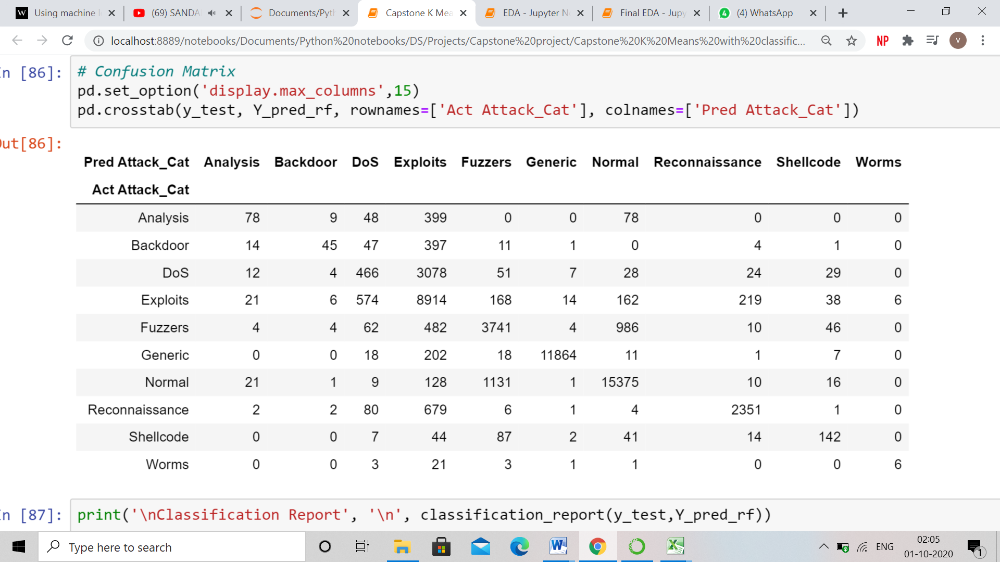 Using machine l
(69) SANDA
Documents/Pyth
Capstone K Mea
EDA - Jupyter N
Final EDA - Jupy
(4) WhatsApp
localhost:8889/notebooks/Documents/Python%20notebooks/DS/Projects/Capstone%20project/Capstone%20K%20Means%20with%20classific...
NP
V
n [86]:
# Confusion Matrix
pd.set_option('display.max_columns',15)
pd.crosstab(y_test, Y_pred_rf, rownames=['Act Attack_Cat'], colnames=['Pred Attack_Cat'])
ut[86]:
Pred Attack_Cat Analysis Backdoor DoS Exploits Fuzzers Generic Normal Reconnaissance Shellcode Worms
Act Attack_Cat
Analysis 78 9 48 399 0 0 78 0 0 0
Backdoor 14 45 47 397 11 1 0 4 1 0
DoS 12 4 466 3078 51 7 28 24 29 0
Exploits 21 6 574 8914 168 14 162 219 38 6
Fuzzers 4 4 62 482 3741 4 986 10 46 0
Generic 0 0 18 202 18 11864 11 1 7 0
Normal 21 1 9 128 1131 1 15375 10 16 0
Reconnaissance 2 2 80 679 6 1 4 2351 1 0
Shellcode 0 0 7 44 87 2 41 14 142 0
Worms 0 0 3 21 3 1 1 0 0 6
n [87]:
print('\nClassification Report', '\n', classification_report(y_test,Y_pred_rf))
Type here to search
ENG
02:05
01-10-2020
1